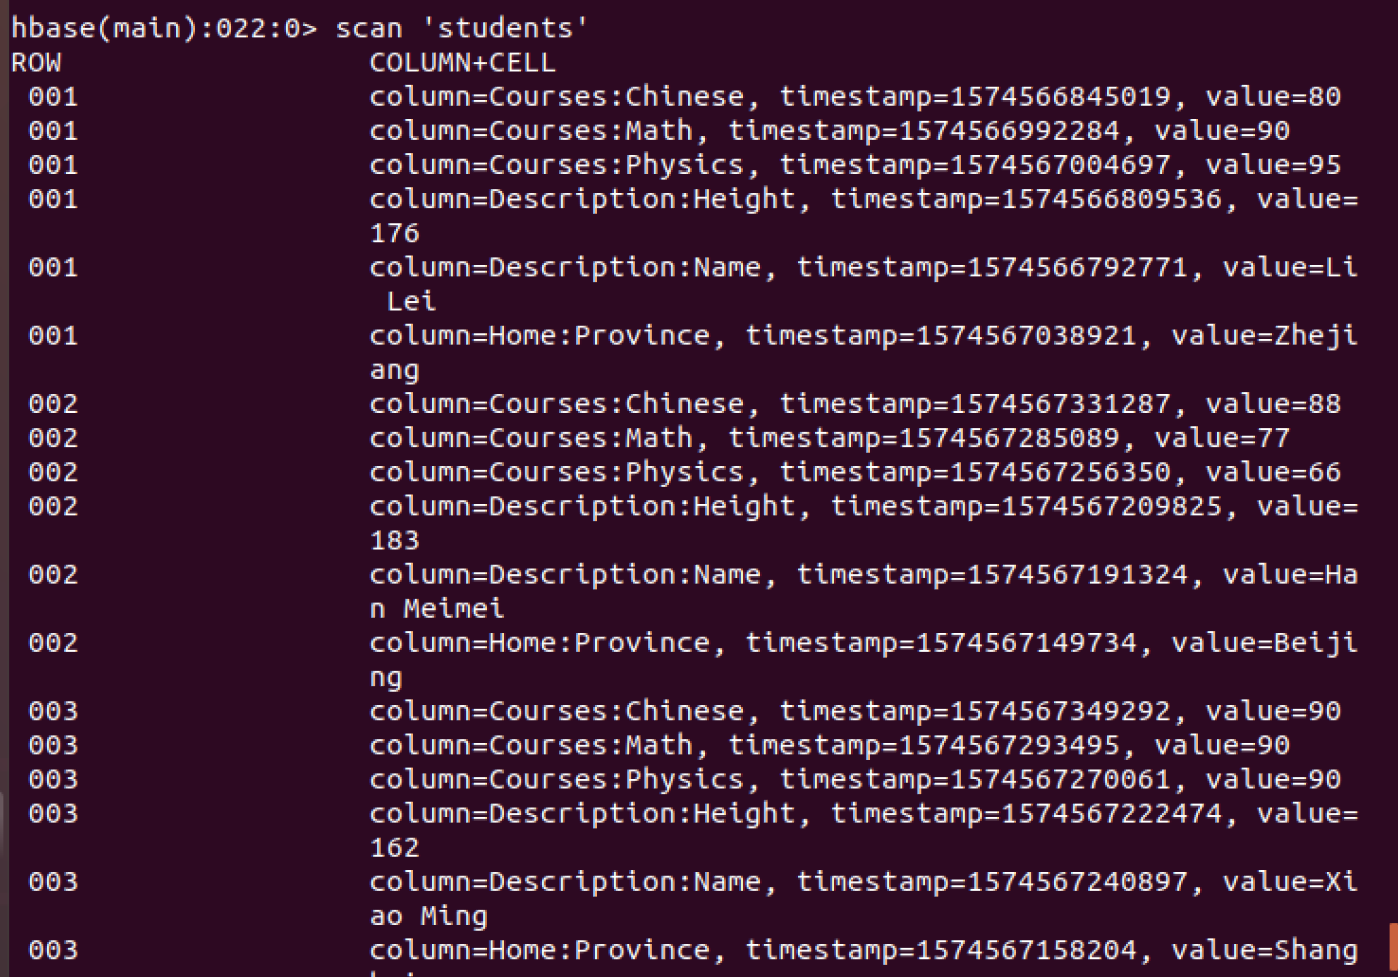 hbase(main):022:0> scan 'students'
ROW                   COLUMN+CELL
 001                  column=Courses:Chinese, timestamp=1574566845019, value=80
 001                  column=Courses:Math, timestamp=1574566992284, value=90
 001                  column=Courses:Physics, timestamp=1574567004697, value=95
 001                  column=Description:Height, timestamp=1574566809536, value=
                      176
 001                  column=Description:Name, timestamp=1574566792771, value=Li
                       Lei
 001                  column=Home:Province, timestamp=1574567038921, value=Zheji
                      ang
 002                  column=Courses:Chinese, timestamp=1574567331287, value=88
 002                  column=Courses:Math, timestamp=1574567285089, value=77
 002                  column=Courses:Physics, timestamp=1574567256350, value=66
 002                  column=Description:Height, timestamp=1574567209825, value=
                      183
 002                  column=Description:Name, timestamp=1574567191324, value=Ha
                      n Meimei
 002                  column=Home:Province, timestamp=1574567149734, value=Beiji
                      ng
 003                  column=Courses:Chinese, timestamp=1574567349292, value=90
 003                  column=Courses:Math, timestamp=1574567293495, value=90
 003                  column=Courses:Physics, timestamp=1574567270061, value=90
 003                  column=Description:Height, timestamp=1574567222474, value=
                      162
 003                  column=Description:Name, timestamp=1574567240897, value=Xi
                      ao Ming
 003                  column=Home:Province, timestamp=1574567158204, value=Shang